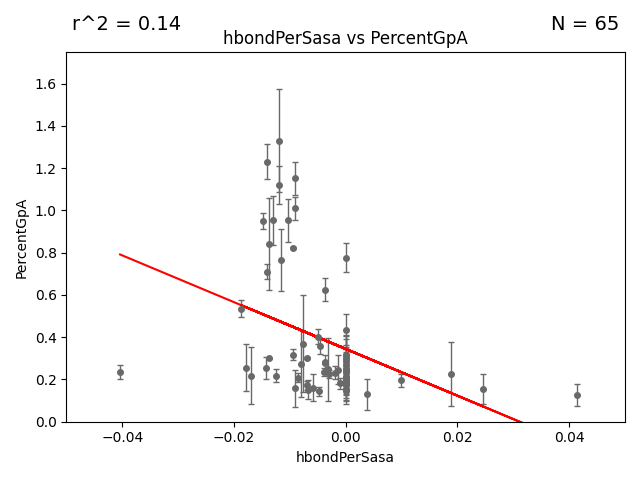 r^2 = 0.14
N = 65
hbondPerSasa vs PercentGpA
1.6
1.4
1.2
1.0
0.8
0.6
0.4
0.2
0.0
PercentGpA
−0.04
−0.02
0.00
0.02
0.04
hbondPerSasa